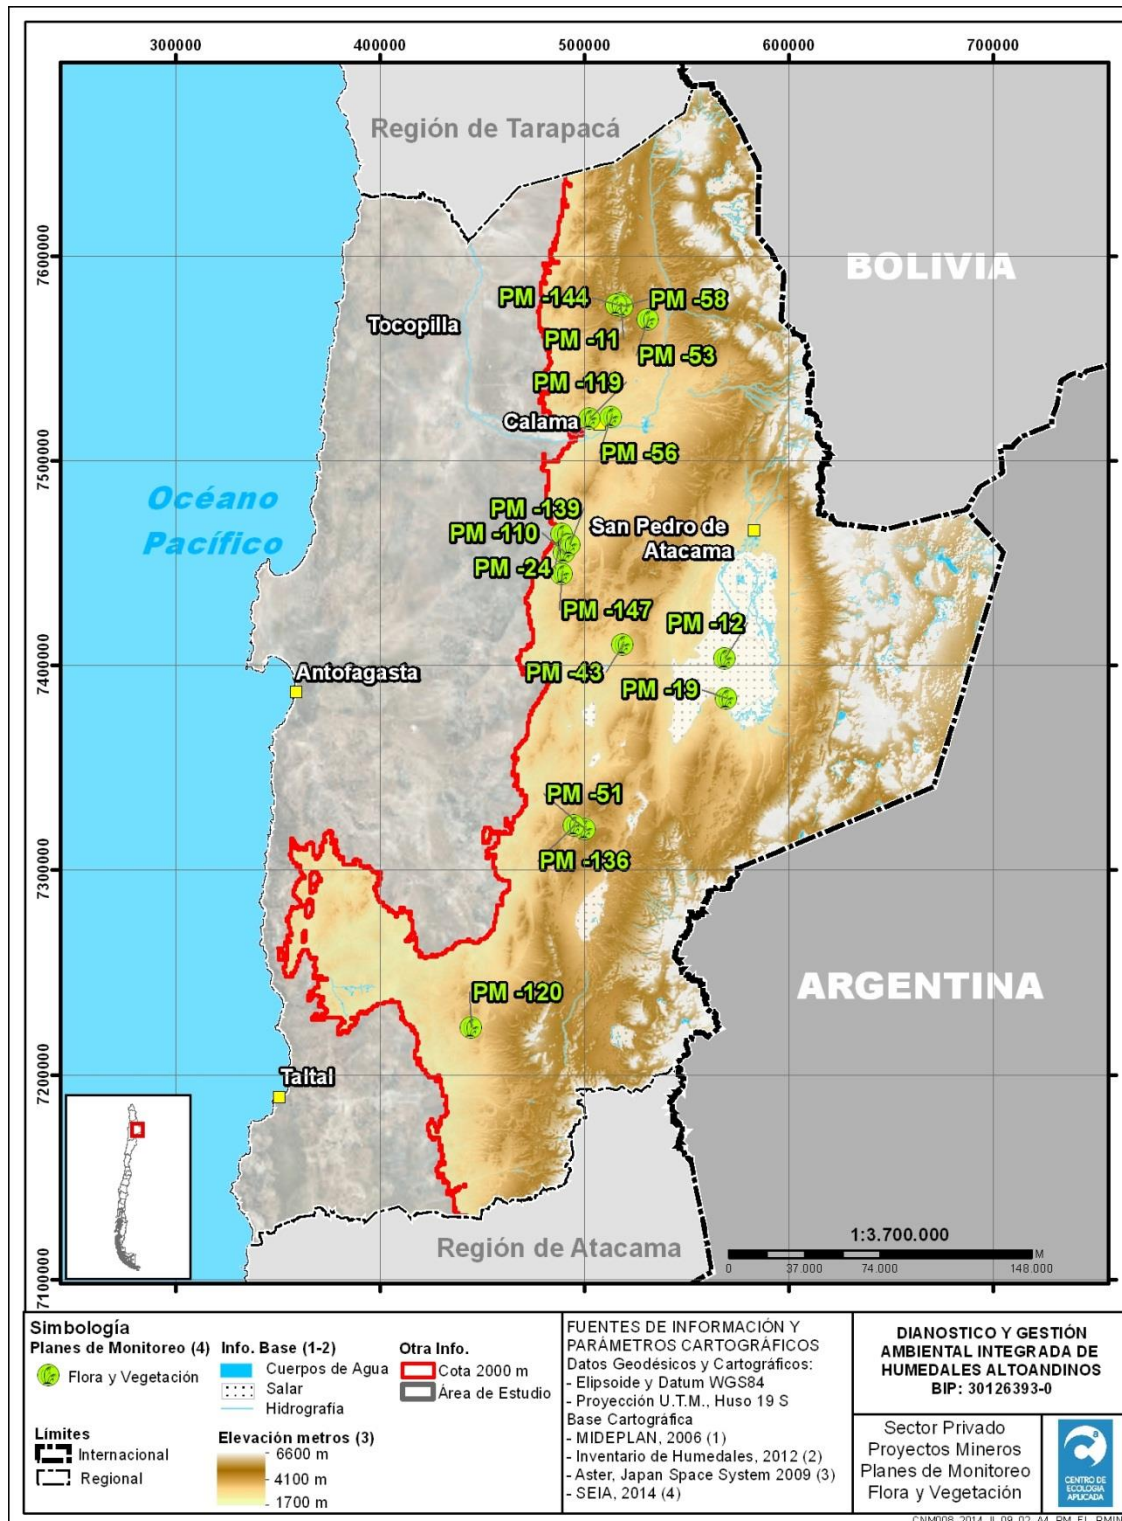 300000 400000 500000 600000 700000
Región de Tarapacá
7600000
BOLIVIA
PM -144
PM -58
Tocopilla
PM -11
PM -53
PM -119
Calama
PM -56
7500000
Océano
Pacífico
PM -139
PM -110
San Pedro de
Atacama
PM -24
PM -147
PM -12
7400000
Antofagasta
PM -43
PM -19
PM -51
PM -136
7300000
PM -120
ARGENTINA
7200000
Taltal
Región de Atacama
1:3.700.000
M
0 37.000 74.000 148.000
7100000
Simbología
Planes de Monitoreo (4)
Flora y Vegetación
Límites
Internacional
Regional
Info. Base (1-2)
Cuerpos de Agua
Salar
Hidrografia
Elevación metros (3)
6600 m
4100 m
1700 m
Otra Info.
Cota 2000 m
Área de Estudio
FUENTES DE INFORMACIÓN Y
PARÁMETROS CARTOGRÁFICOS
Datos Geodésicos y Cartográficos:
- Elipsoide y Datum WGS84
- Proyección U.T.M., Huso 19 S
Base Cartográfica
- MIDEPLAN, 2006 (1)
- Inventario de Humedales, 2012 (2)
- Aster, Japan Space System 2009 (3)
- SEIA, 2014 (4)
DIANOSTICO Y GESTIÓN
AMBIENTAL INTEGRADA DE
HUMEDALES ALTOANDINOS
BIP: 30126393-0
Sector Privado
Proyectos Mineros
Planes de Monitoreo
Flora y Vegetación
CENTRO DE
ECOLOGIA
APLICADA